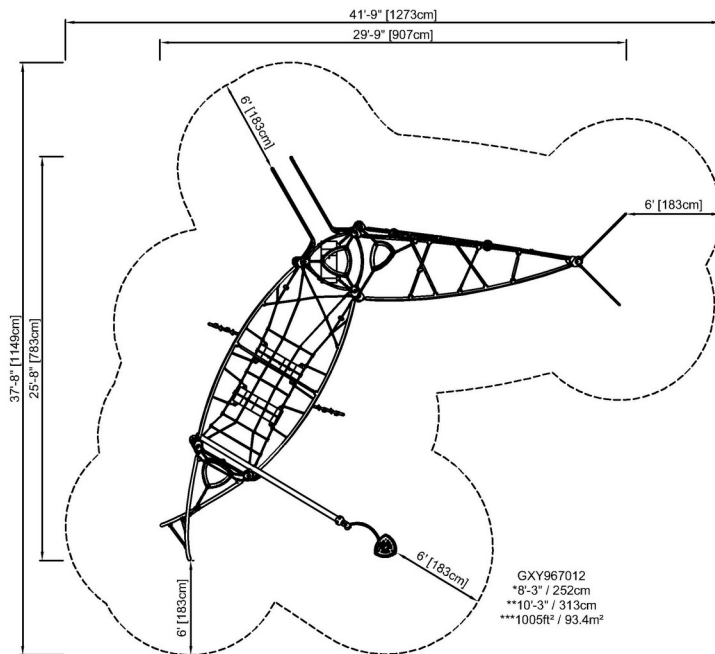 41'-9" [1273cm]
29'-9" [907cm]
6' [183cm]
6' [183cm]
37'-8" [1149cm]
25'-8" [783cm]
6' [183cm]
6' [183cm]
GXY967012
*8'-3" / 252cm
**10'-3" / 313cm
***1005ft² / 93.4m²